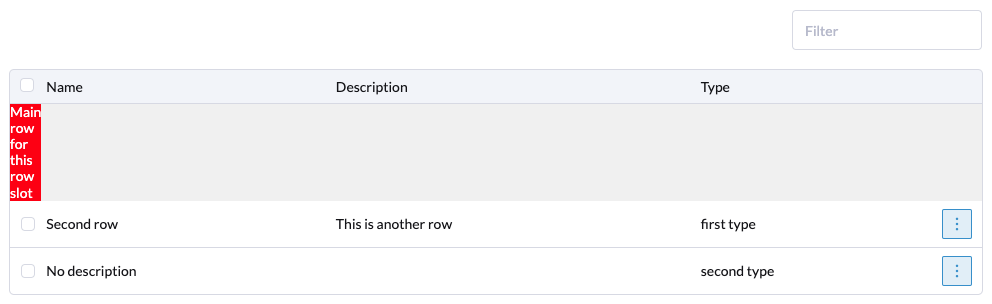 Filter
Name Description Type
Main
row
for
this
row
slot
Second row This is another row first type
No description second type